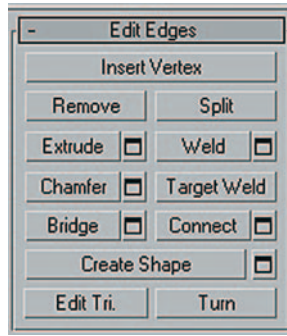 - Edit Edges
Insert Vertex
Remove Split
Extrude Weld
Chamfer Target Weld
Bridge Connect
Create Shape
Edit Tri. Turn